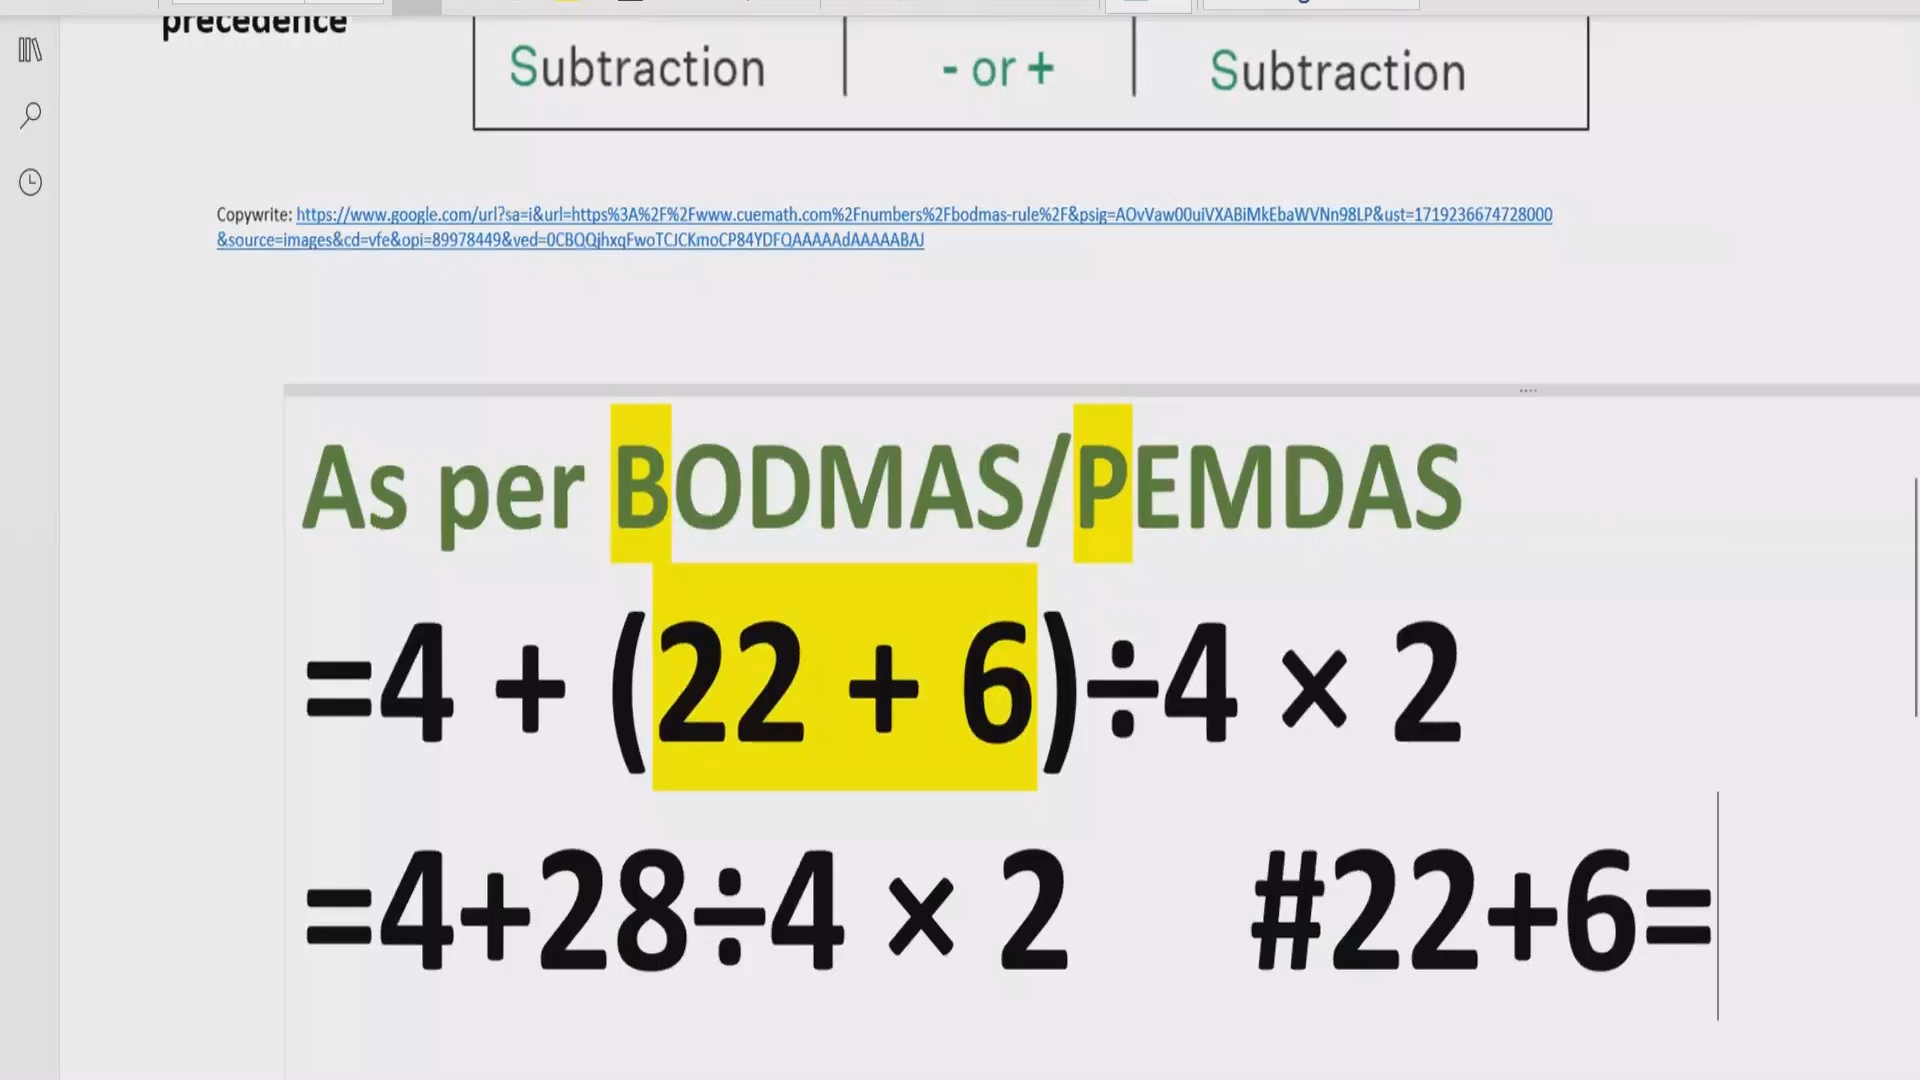 precedence
Subtraction - or + Subtraction
Copywrite: https://www.google.com/url?sa=i&url=https%3A%2F%2Fwww.cuemath.com%2Fnumbers%2Fbodmas-rule%2F&psig=AOvVaw00uiVXABiMkEbaWVNn98LP&ust=1719236674728000
&source=images&cd=vfe&opi=89978449&ved=0CBQQjhxqFwoTCJCKmoCP84YDFQAAAAAdAAAAABAJ
As per BODMAS/PEMDAS
=4 + (22 + 6)÷4 × 2
=4+28÷4 × 2 #22+6=